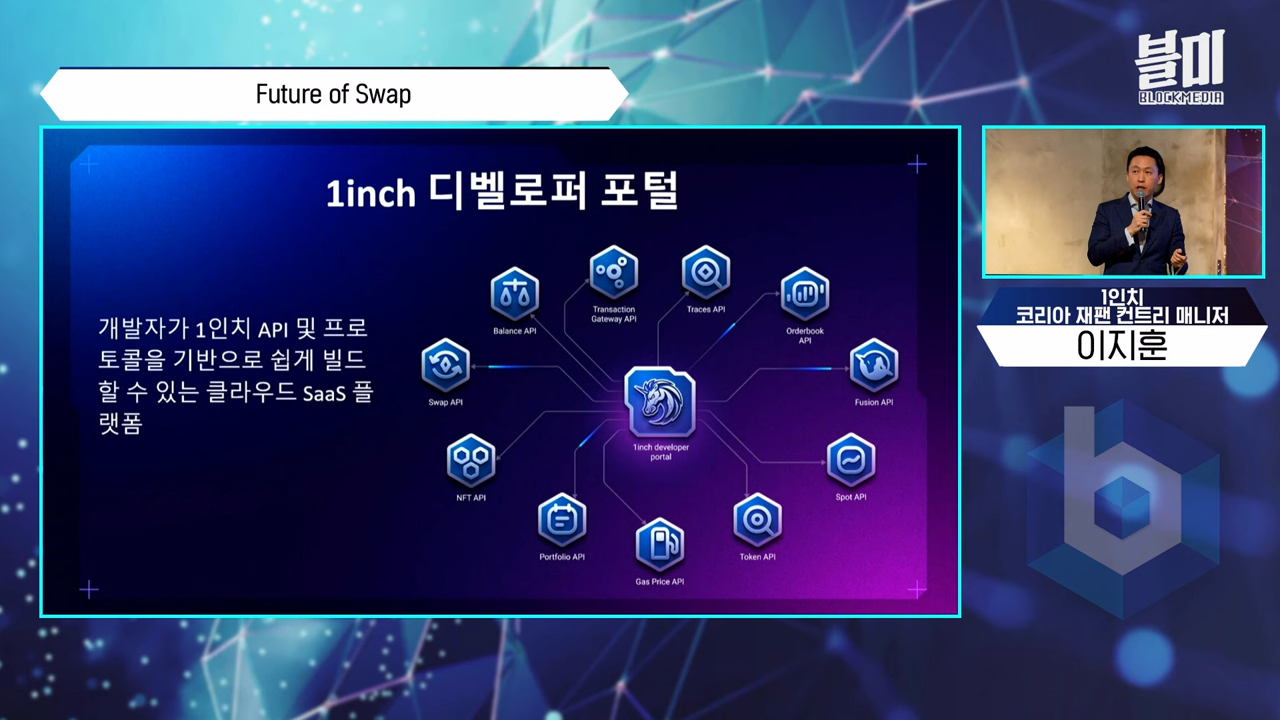 Future of Swap
블미
BLOCKMEDIA
1inch 디벨로퍼 포털
개발자가 1인치 API 및 프로
토콜을 기반으로 쉽게 빌드
할 수 있는 클라우드 SaaS 플
랫폼
Balance API
Transaction
Gateway API
Traces API
Orderbook
API
Swap API
Fusion API
1inch developer
portal
NFT API
Spot API
Portfolio API
Gas Price API
Token API
1인치
코리아 재팬 컨트리 매니저
이지훈